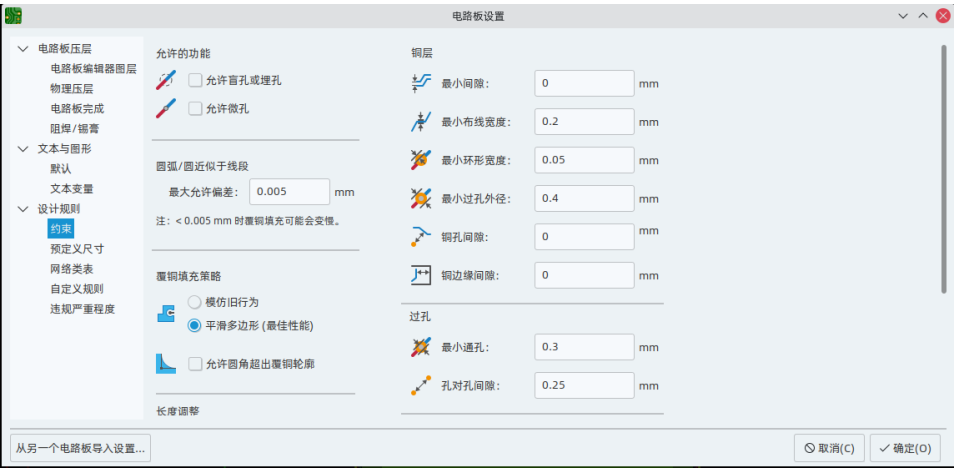 电路板设置
电路板压层
电路板编辑器图层
物理压层
电路板完成
阻焊/锡膏
文本与图形
默认
文本变量
设计规则
约束
预定义尺寸
网络类表
自定义规则
违规严重程度
允许的功能
允许盲孔或埋孔
允许微孔
圆弧/圆近似于线段
最大允许偏差: 0.005 mm
注: < 0.005 mm 时覆铜填充可能会变慢。
覆铜填充策略
模仿旧行为
平滑多边形 (最佳性能)
允许圆角超出覆铜轮廓
长度调整
铜层
最小间隙: 0 mm
最小布线宽度: 0.2 mm
最小环形宽度: 0.05 mm
最小过孔外径: 0.4 mm
铜孔间隙: 0 mm
铜边缘间隙: 0 mm
过孔
最小通孔: 0.3 mm
孔对孔间隙: 0.25 mm
从另一个电路板导入设置...
取消(C)
确定(O)